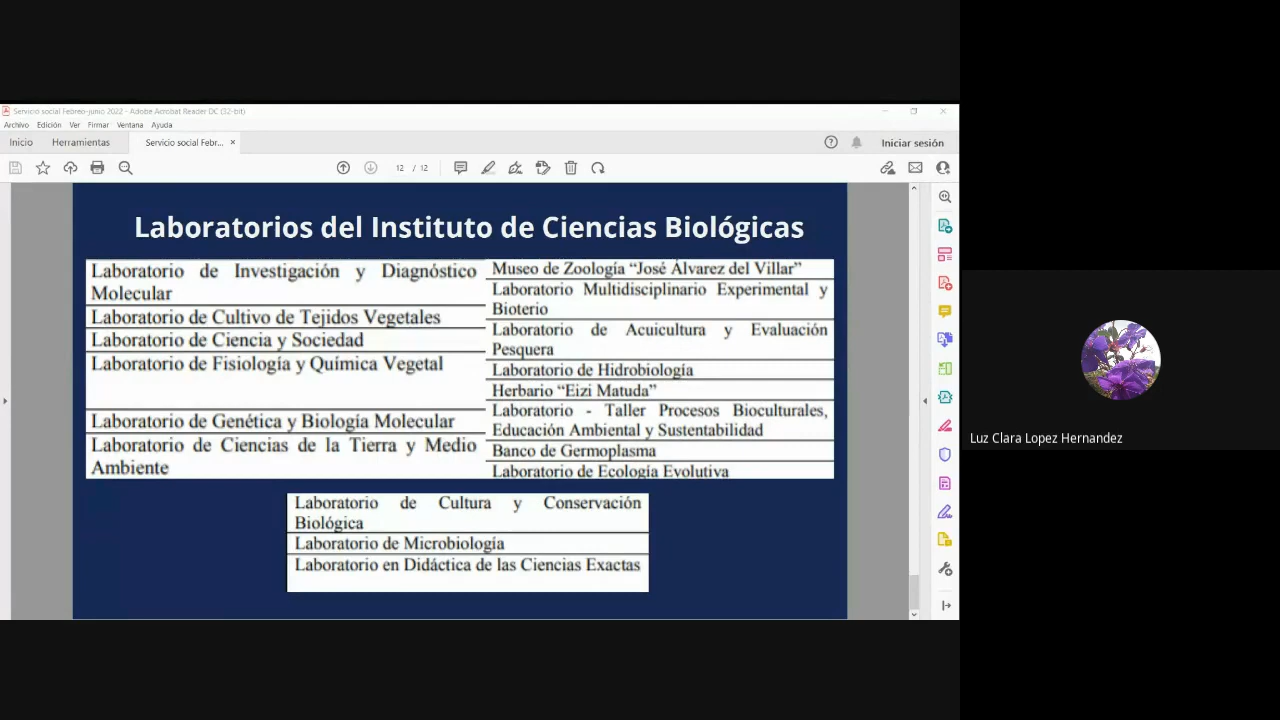 Servicio social Febrero-junio 2022 - Adobe Acrobat Reader DC (32-bit)
Archivo Edición Ver Firmar Ventana Ayuda
Inicio Herramientas Servicio social Febr... × Iniciar sesión
12 / 12
Laboratorios del Instituto de Ciencias Biológicas
Laboratorio de Investigación y Diagnóstico
Molecular
Laboratorio de Cultivo de Tejidos Vegetales
Laboratorio de Ciencia y Sociedad
Laboratorio de Fisiología y Química Vegetal
Laboratorio de Genética y Biología Molecular
Laboratorio de Ciencias de la Tierra y Medio
Ambiente
Museo de Zoología “José Álvarez del Villar”
Laboratorio Multidisciplinario Experimental y
Bioterio
Laboratorio de Acuicultura y Evaluación
Pesquera
Laboratorio de Hidrobiología
Herbario “Eizi Matuda”
Laboratorio - Taller Procesos Bioculturales,
Educación Ambiental y Sustentabilidad
Banco de Germoplasma
Laboratorio de Ecología Evolutiva
Laboratorio de Cultura y Conservación
Biológica
Laboratorio de Microbiología
Laboratorio en Didáctica de las Ciencias Exactas
Luz Clara Lopez Hernandez